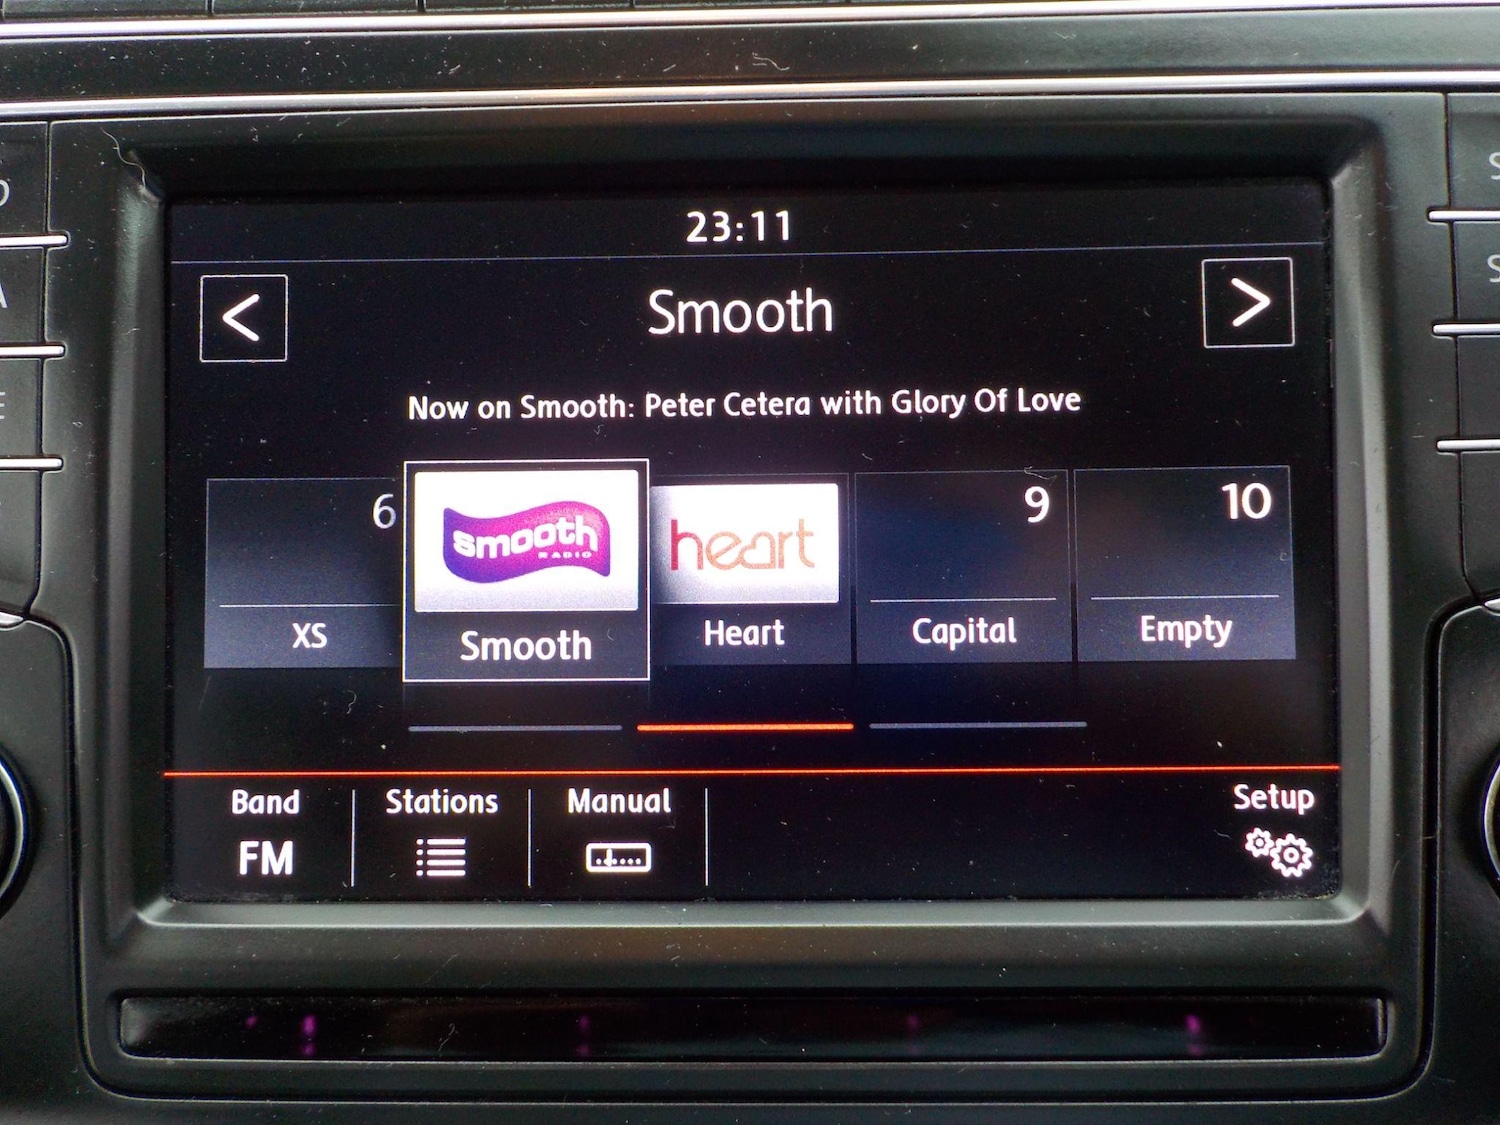 23:11
<
Smooth
>
Now on Smooth: Peter Cetera with Glory Of Love
6
XS
smooth
RADIO
Smooth
heart
Heart
9
Capital
10
Empty
Band
FM
Stations
Manual
Setup